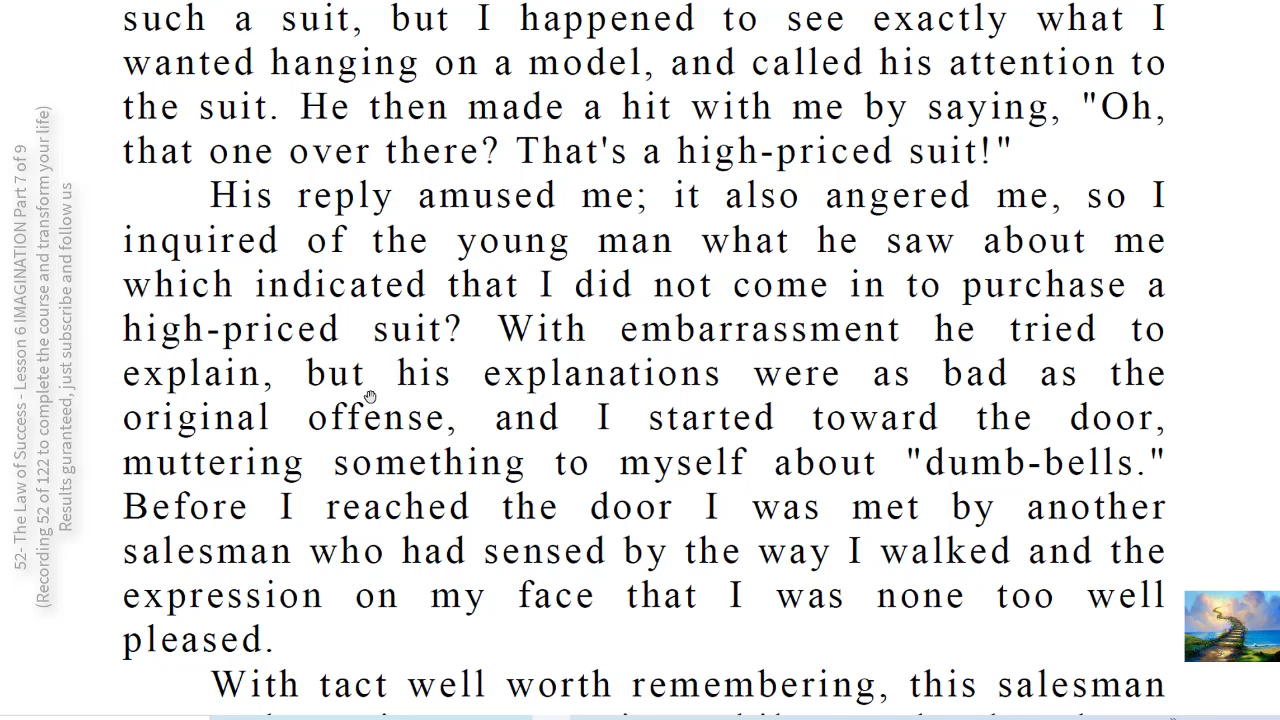 such a suit, but I happened to see exactly what I
wanted hanging on a model, and called his attention to
the suit. He then made a hit with me by saying, "Oh,
that one over there? That's a high-priced suit!"
His reply amused me; it also angered me, so I
inquired of the young man what he saw about me
which indicated that I did not come in to purchase a
high-priced suit? With embarrassment he tried to
explain, but his explanations were as bad as the
original offense, and I started toward the door,
muttering something to myself about "dumb-bells."
Before I reached the door I was met by another
salesman who had sensed by the way I walked and the
expression on my face that I was none too well
pleased.
With tact well worth remembering, this salesman
52- The Law of Success - Lesson 6 IMAGINATION Part 7 of 9
(Recording 52 of 122 to complete the course and transform your life)
Results guranteed, just subscribe and follow us